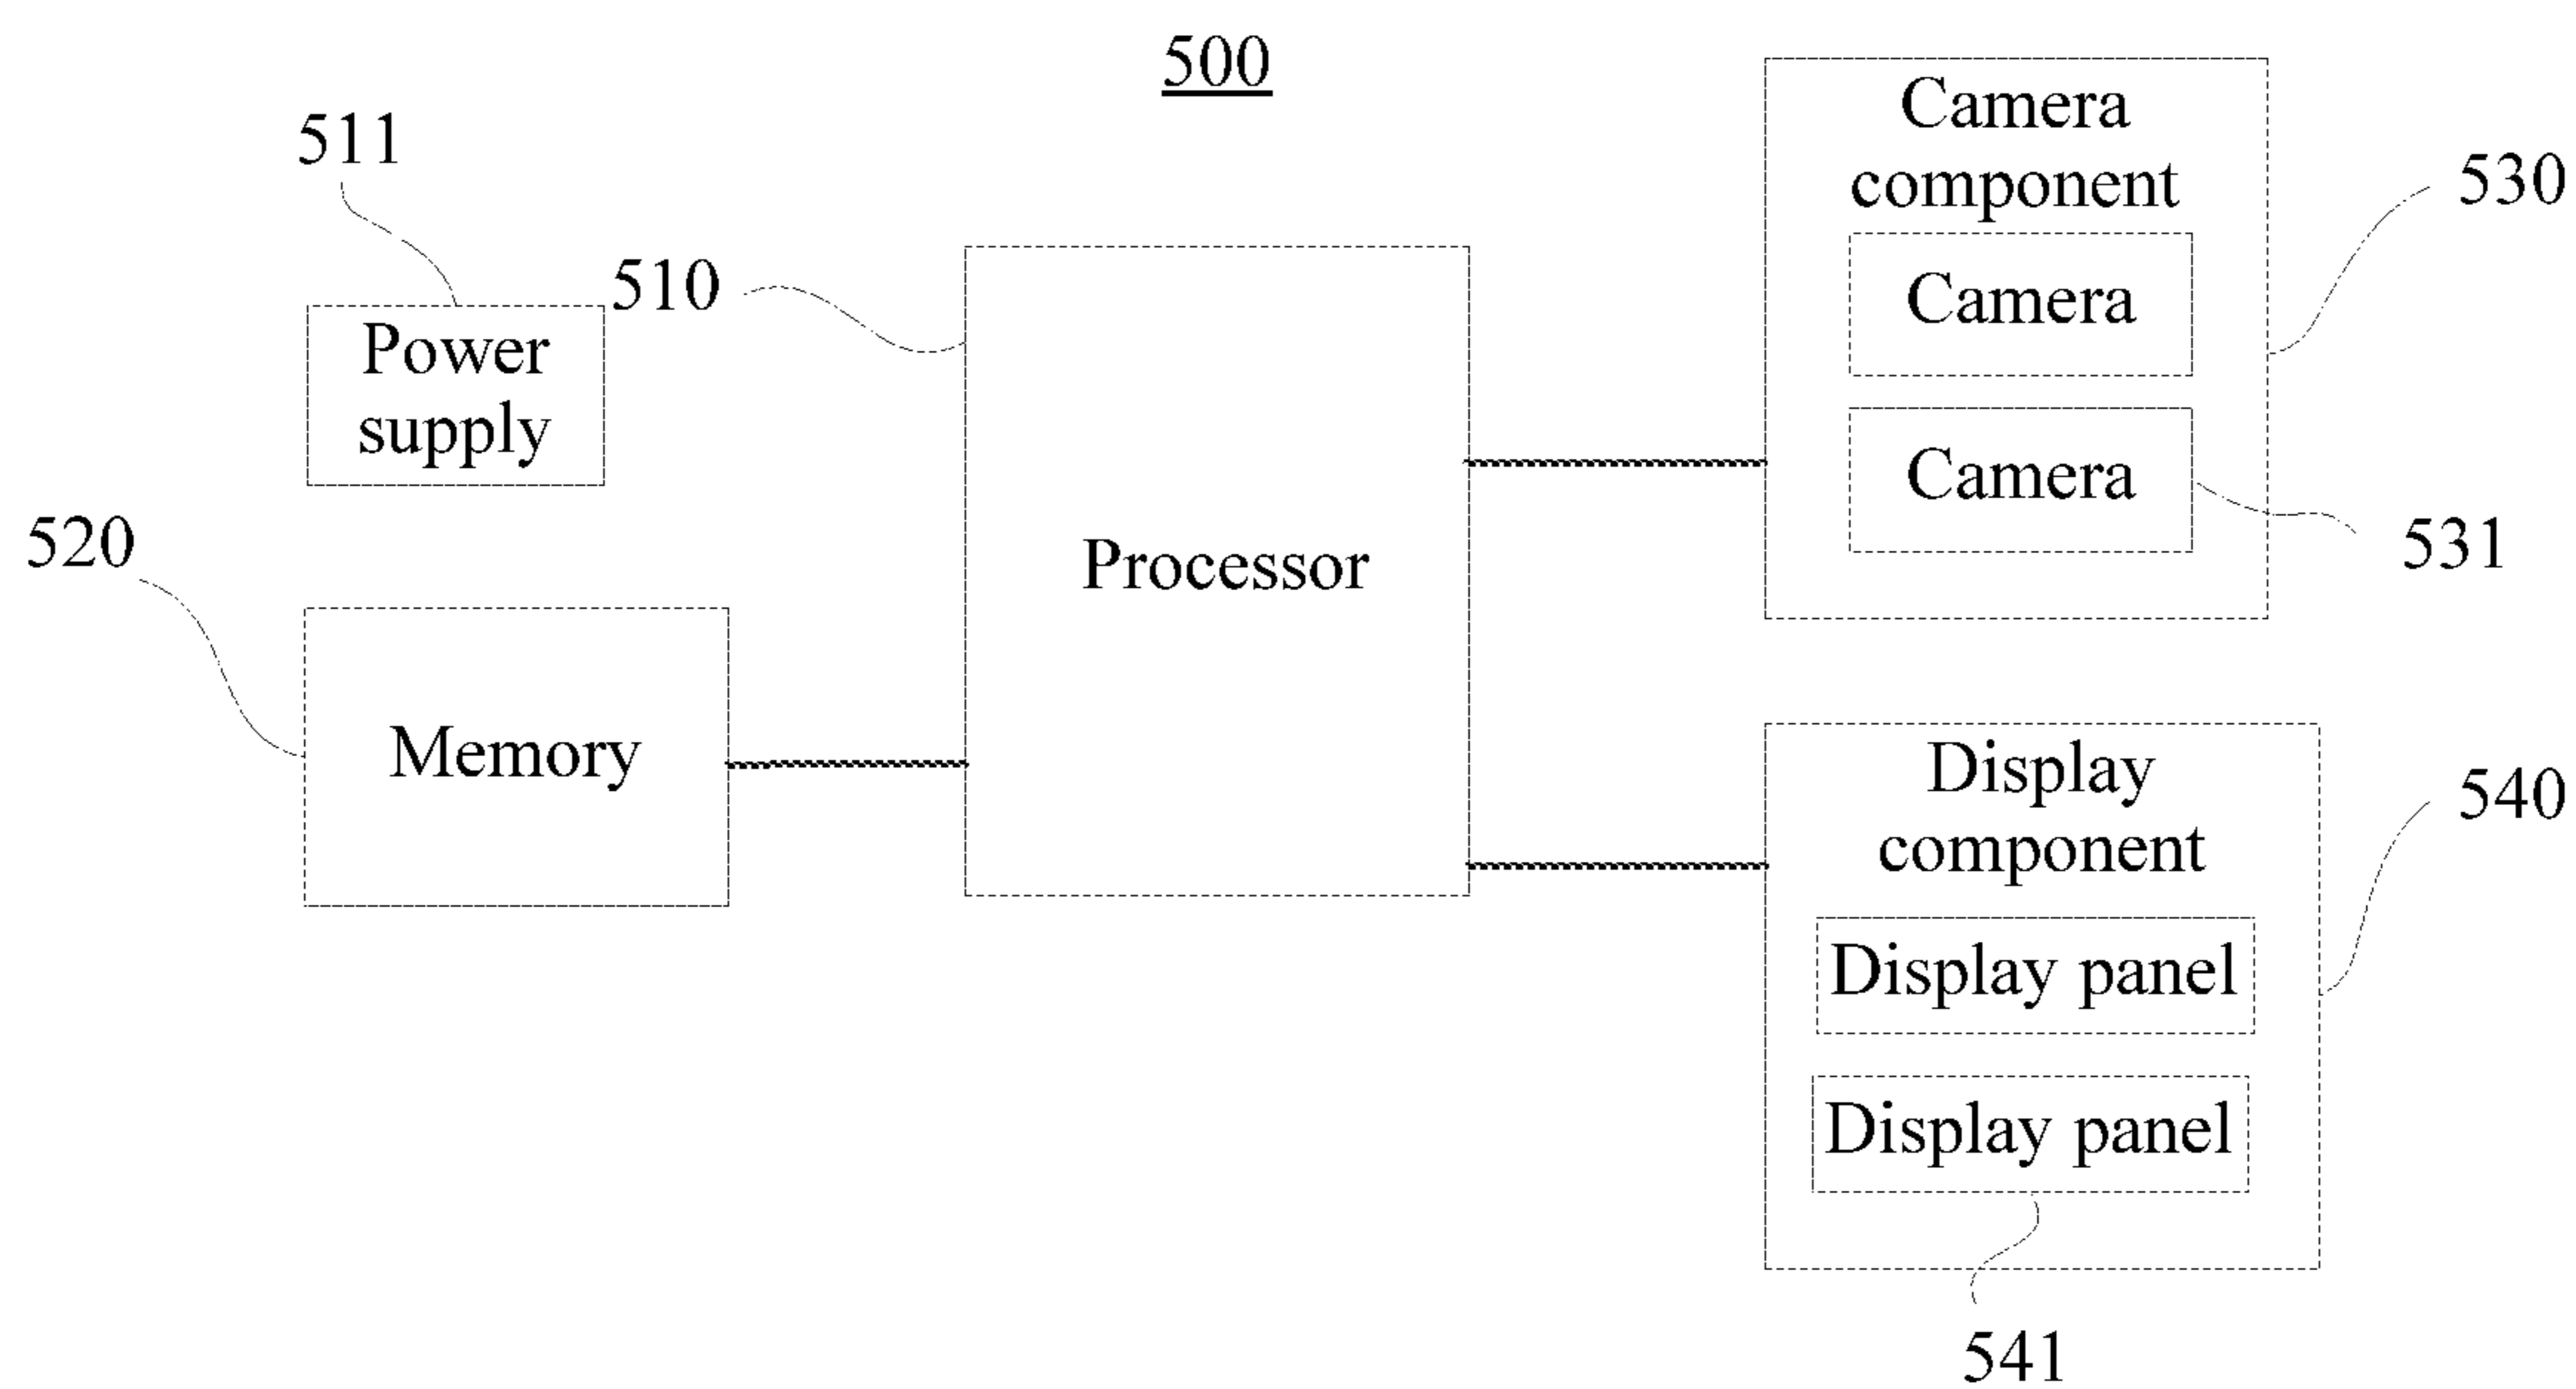 500
511
Power
supply
510
520
Memory
Processor
Camera
component
Camera
Camera
530
531
Display
component
Display panel
Display panel
540
541